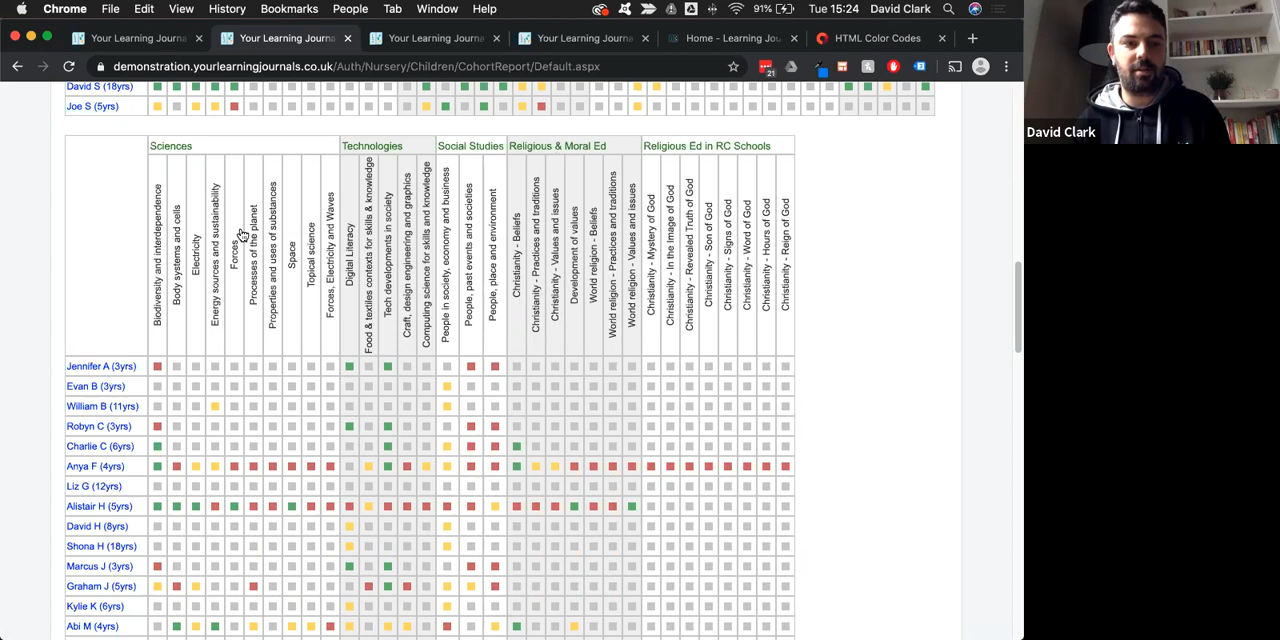 Chrome File Edit View History Bookmarks People Tab Window Help 91% Tue 15:24 David Clark
Your Learning Journa Your Learning Journa Your Learning Journa Your Learning Journa Home - Learning Jou HTML Color Codes
demonstration.yourlearningjournals.co.uk/Auth/Nursery/Children/CohortReport/Default.aspx 21
David Clark
David S (18yrs)
Joe S (5yrs)
Sciences Technologies Social Studies Religious & Moral Ed Religious Ed in RC Schools
Biodiversity and interdependence
Body systems and cells
Electricity
Energy sources and sustainability
Forces
Processes of the planet
Properties and uses of substances
Space
Topical science
Forces, Electricity and Waves
Digital Literacy
Food & textiles contexts for skills & knowledge
Tech developments in society
Craft, design engineering and graphics
Computing science for skills and knowledge
People in society, economy and business
People, past events and societies
People, place and environment
Christianity - Beliefs
Christianity - Practices and traditions
Christianity - Values and issues
Development of values
World religion - Beliefs
World religion - Practices and traditions
World religion - Values and issues
Christianity - Mystery of God
Christianity - In the Image of God
Christianity - Revealed Truth of God
Christianity - Son of God
Christianity - Signs of God
Christianity - Word of God
Christianity - Hours of God
Christianity - Reign of God
Jennifer A (3yrs)
Evan B (3yrs)
William B (11yrs)
Robyn C (3yrs)
Charlie C (6yrs)
Anya F (4yrs)
Liz G (12yrs)
Alistair H (5yrs)
David H (8yrs)
Shona H (18yrs)
Marcus J (3yrs)
Graham J (5yrs)
Kylie K (6yrs)
Abi M (4yrs)